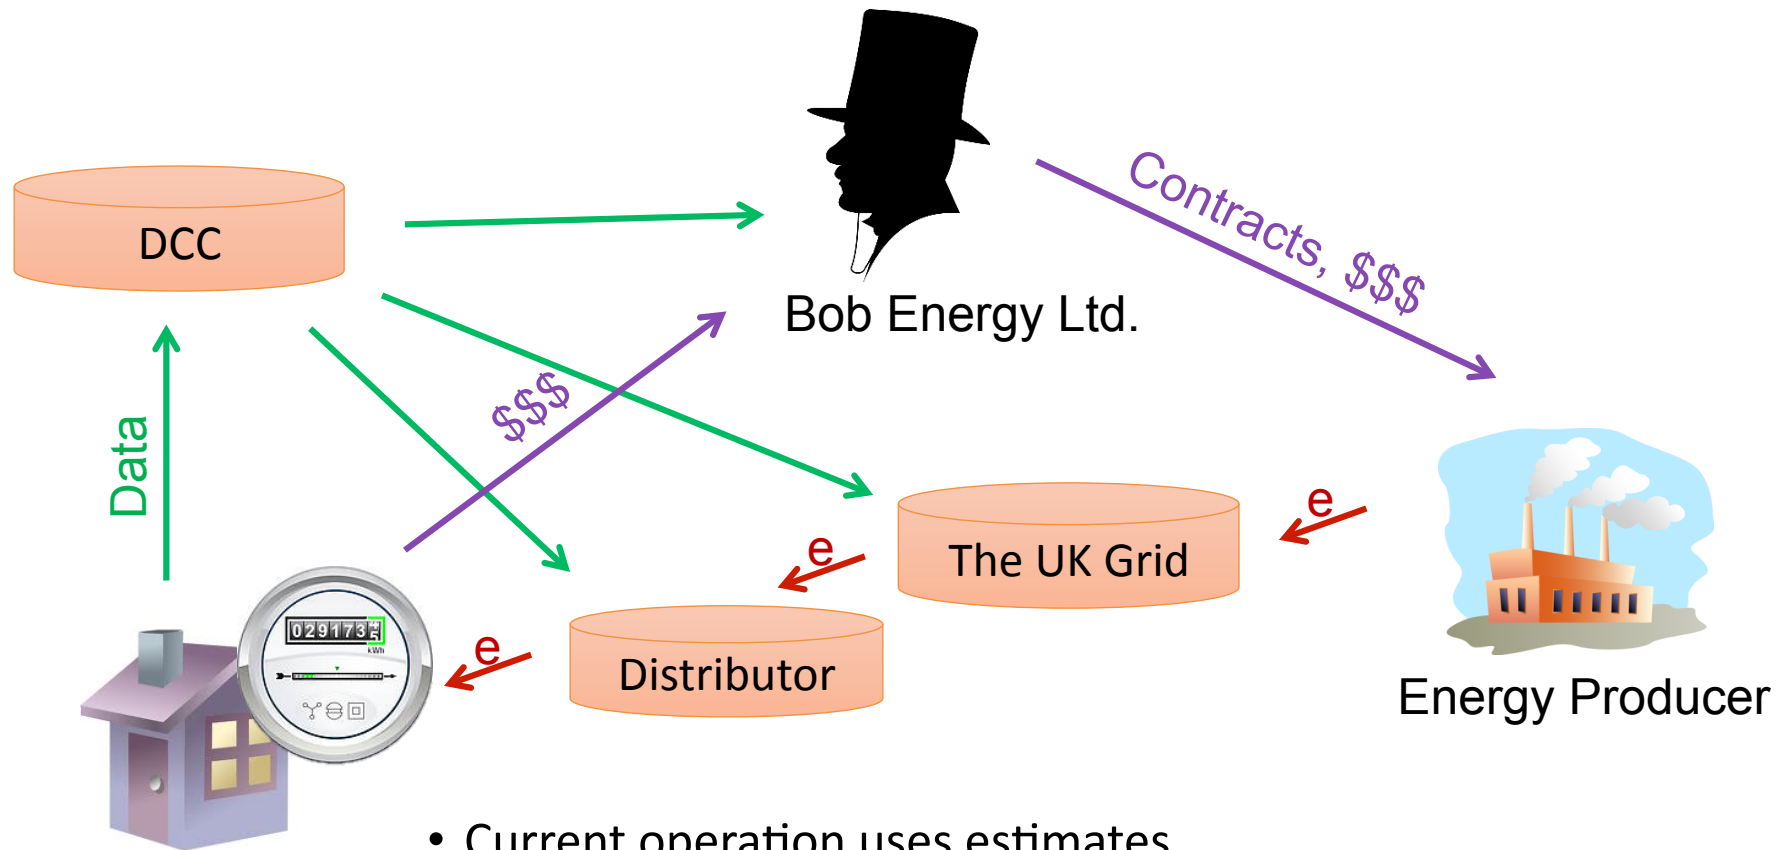 Contracts, $$$
DCC
Bob Energy Ltd.
$$$
Data
e
The UK Grid
e
029173
kWh
e
Distributor
Energy Producer
• Current operation uses estimates